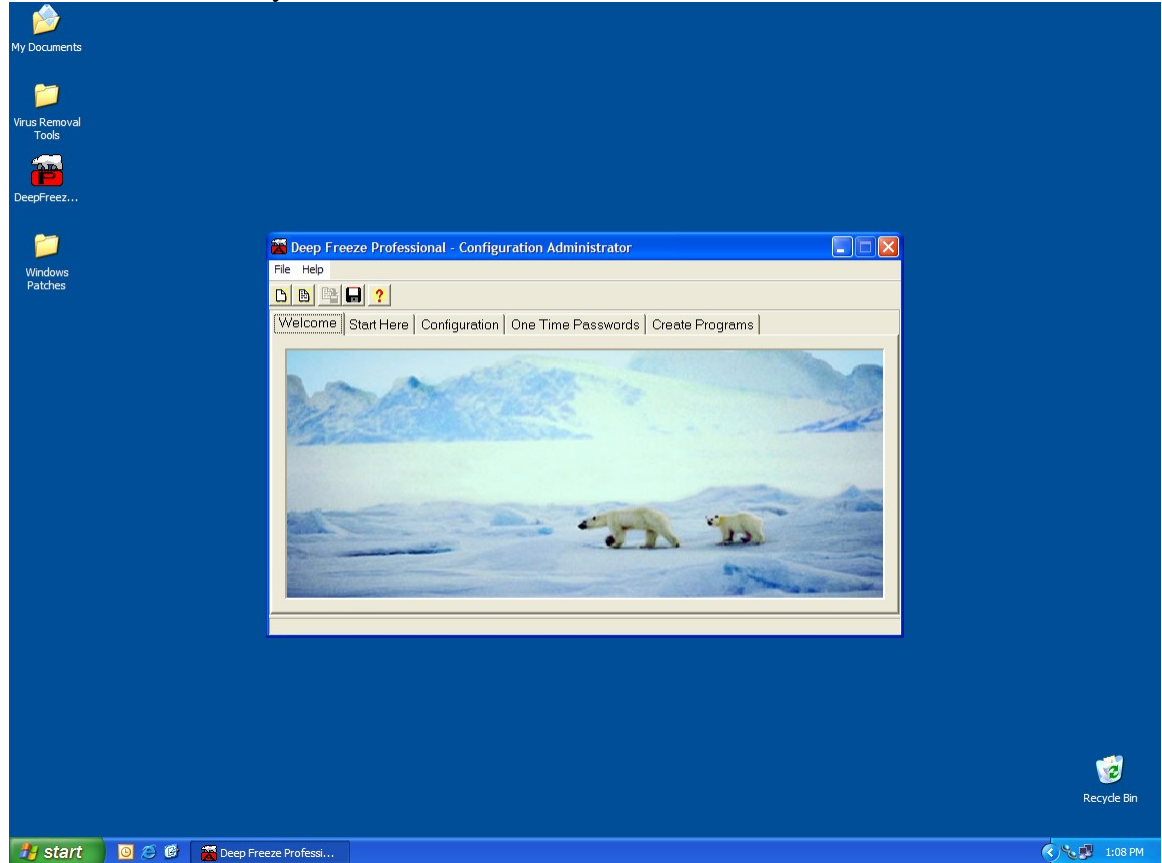 My Documents
Virus Removal
Tools
DeepFreez...
Windows
Patches
Deep Freeze Professional - Configuration Administrator
File Help
Welcome Start Here Configuration One Time Passwords Create Programs
Recycle Bin
start Deep Freeze Professi... 1:08 PM